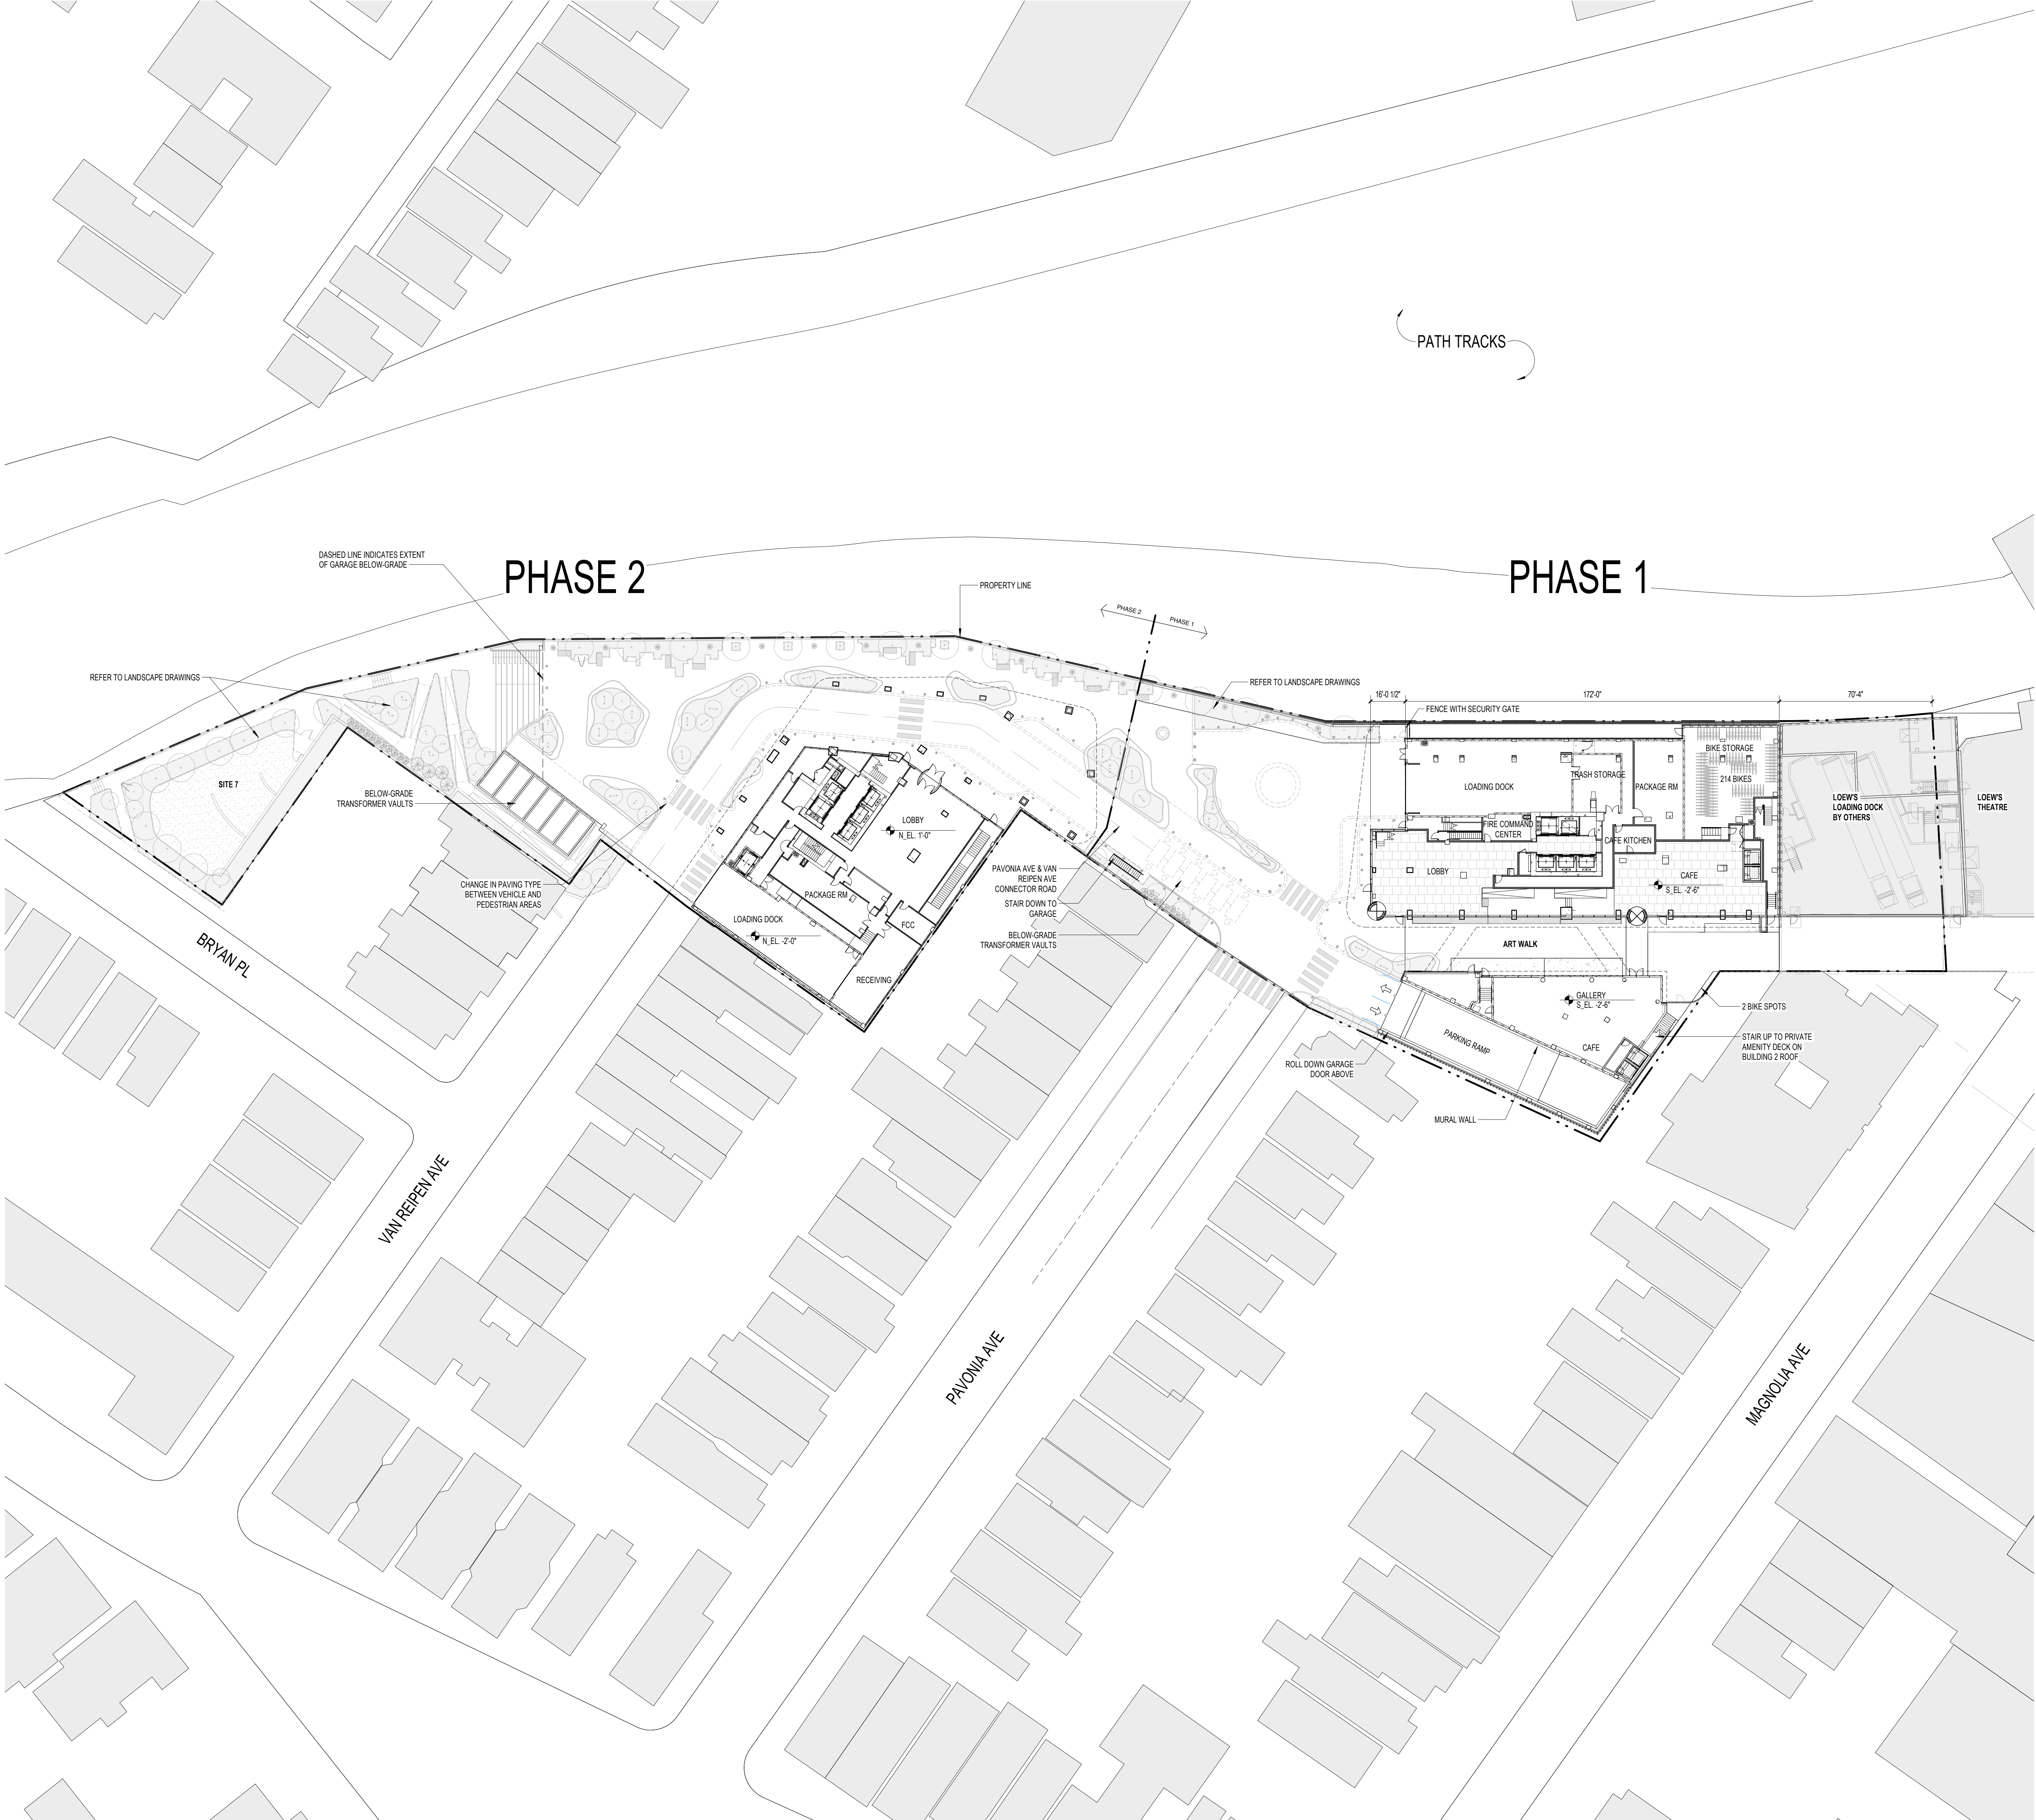 PATH TRACKS
DASHED LINE INDICATES EXTENT
OF GARAGE BELOW-GRADE
PHASE 2
PHASE 1
PROPERTY LINE
PHASE 2
PHASE 1
REFER TO LANDSCAPE DRAWINGS
REFER TO LANDSCAPE DRAWINGS
16'-0 1/2"
172'-0"
70'-4"
FENCE WITH SECURITY GATE
SITE 7
BELOW-GRADE
TRANSFORMER VAULTS
CHANGE IN PAVING TYPE
BETWEEN VEHICLE AND
PEDESTRIAN AREAS
LOBBY
N_EL. 1'-0"
PACKAGE RM
LOADING DOCK
N_EL. -2'-0"
FCC
RECEIVING
PAVONIA AVE & VAN
REIPEN AVE
CONNECTOR ROAD
STAIR DOWN TO
GARAGE
BELOW-GRADE
TRANSFORMER VAULTS
LOADING DOCK
TRASH STORAGE
PACKAGE RM
BIKE STORAGE
214 BIKES
FIRE COMMAND
CENTER
CAFE KITCHEN
LOBBY
CAFE
S_EL. -2'-6"
LOEW'S
LOADING DOCK
BY OTHERS
LOEW'S
THEATRE
ART WALK
GALLERY
S_EL. -2'-6"
PARKING RAMP
CAFE
2 BIKE SPOTS
STAIR UP TO PRIVATE
AMENITY DECK ON
BUILDING 2 ROOF
ROLL DOWN GARAGE
DOOR ABOVE
MURAL WALL
BRYAN PL
VAN REIPEN AVE
PAVONIA AVE
MAGNOLIA AVE